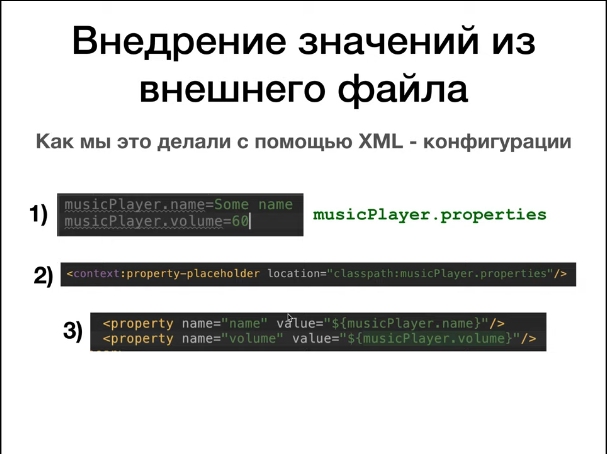 Внедрение значений из
внешнего файла
Как мы это делали с помощью XML - конфигурации
1) musicPlayer.name=Some name
musicPlayer.volume=60
musicPlayer.properties
2) <context:property-placeholder location="classpath:musicPlayer.properties"/>
3) <property name="name" value="${musicPlayer.name}"/>
<property name="volume" value="${musicPlayer.volume}"/>